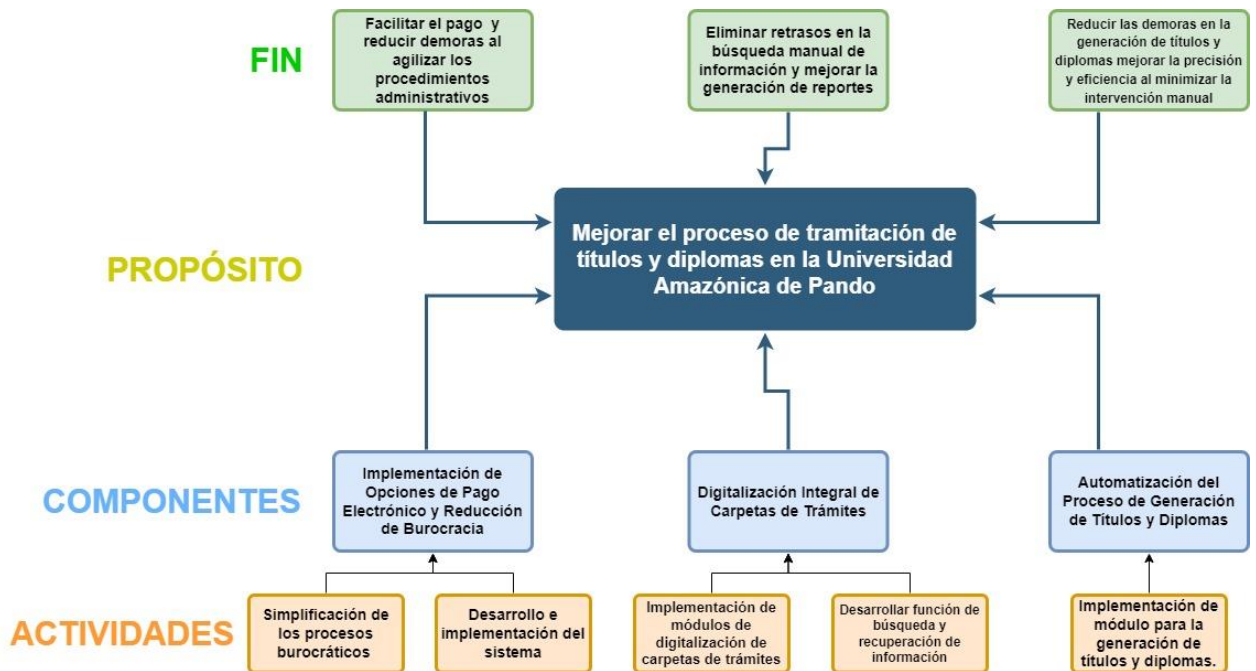 FIN
Facilitar el pago y
reducir demoras al
agilizar los
procedimientos
administrativos
Eliminar retrasos en la
búsqueda manual de
información y mejorar la
generación de reportes
Reducir las demoras en la
generación de títulos y
diplomas mejorar la precisión
y eficiencia al minimizar la
intervención manual
PROPÓSITO
Mejorar el proceso de tramitación de
títulos y diplomas en la Universidad
Amazónica de Pando
COMPONENTES
Implementación de
Opciones de Pago
Electrónico y Reducción
de Burocracia
Digitalización Integral de
Carpetas de Trámites
Automatización del
Proceso de Generación
de Títulos y Diplomas
ACTIVIDADES
Simplificación de
los procesos
burocráticos
Desarrollo e
implementación del
sistema
Implementación de
módulos de
digitalización de
carpetas de trámites
Desarrollar función de
búsqueda y
recuperación de
información
Implementación de
módulo para la
generación de
títulos y diplomas.